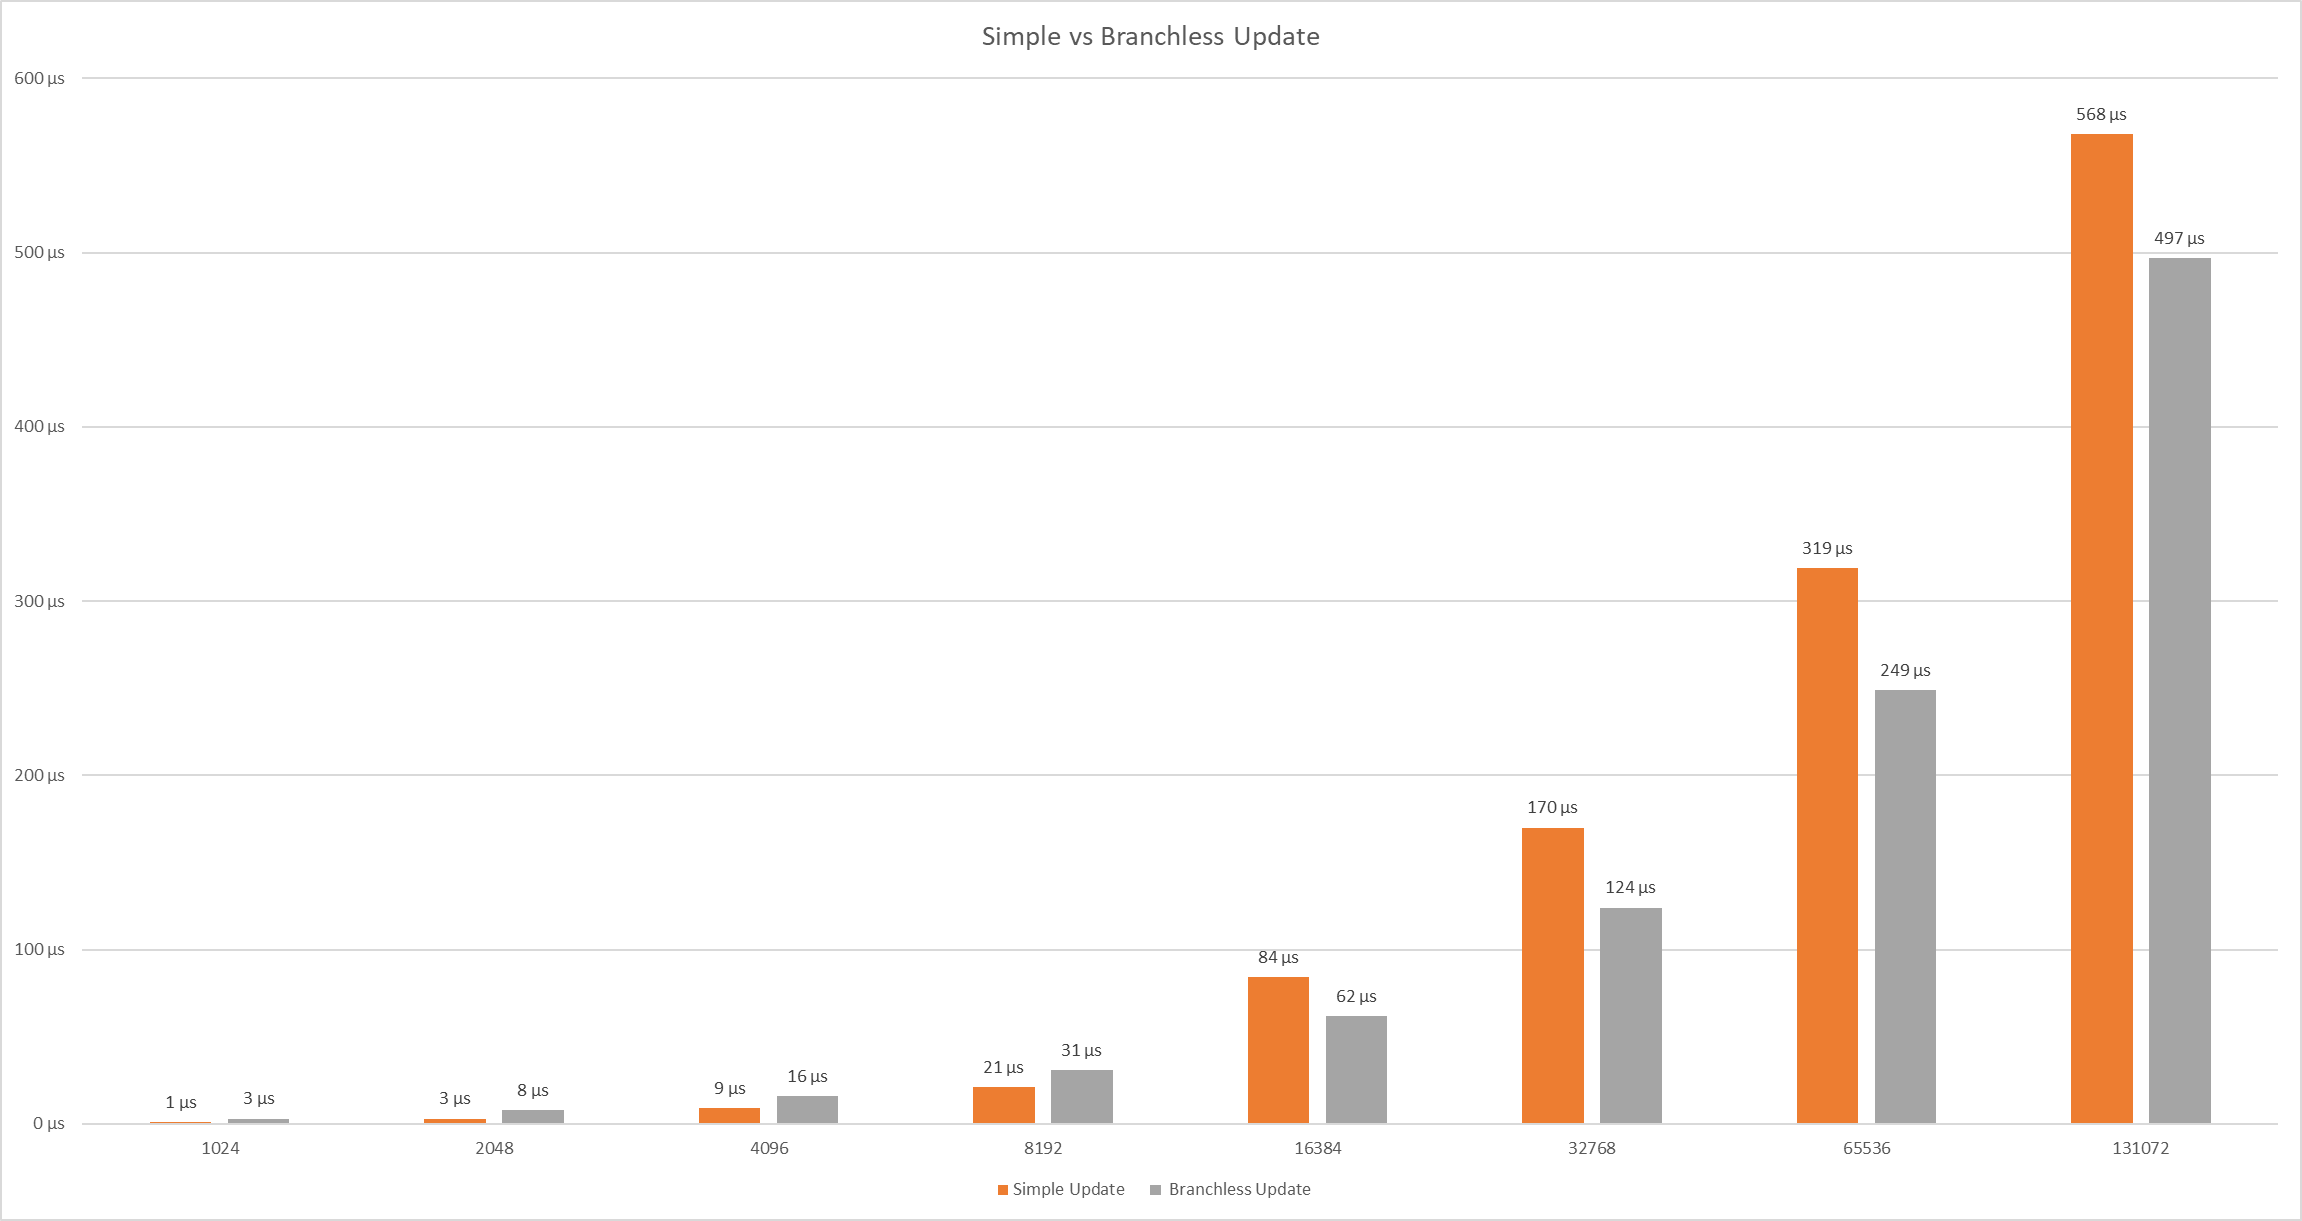 Simple vs Branchless Update
600 µs
500 µs
400 µs
300 µs
200 µs
100 µs
0 µs
1 µs
3 µs
3 µs
8 µs
9 µs
16 µs
21 µs
31 µs
84 µs
62 µs
170 µs
124 µs
319 µs
249 µs
568 µs
497 µs
1024 2048 4096 8192 16384 32768 65536 131072
Simple Update Branchless Update